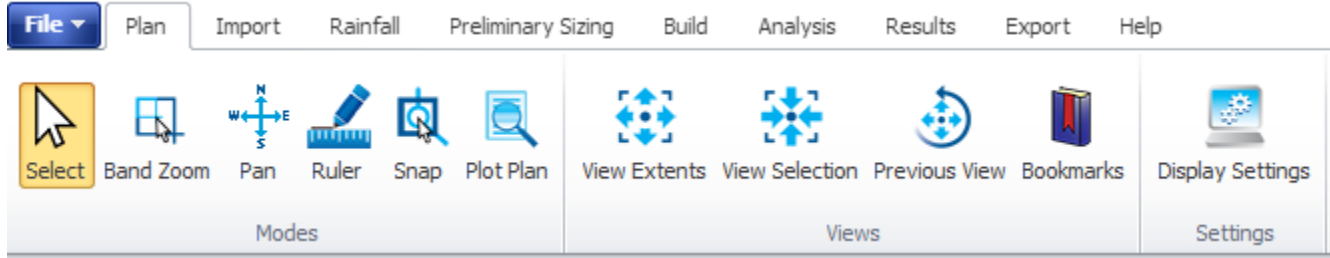 File Plan Import Rainfall Preliminary Sizing Build Analysis Results Export Help
N
W E
S
Select Band Zoom Pan Ruler Snap Plot Plan View Extents View Selection Previous View Bookmarks Display Settings
Modes Views Settings